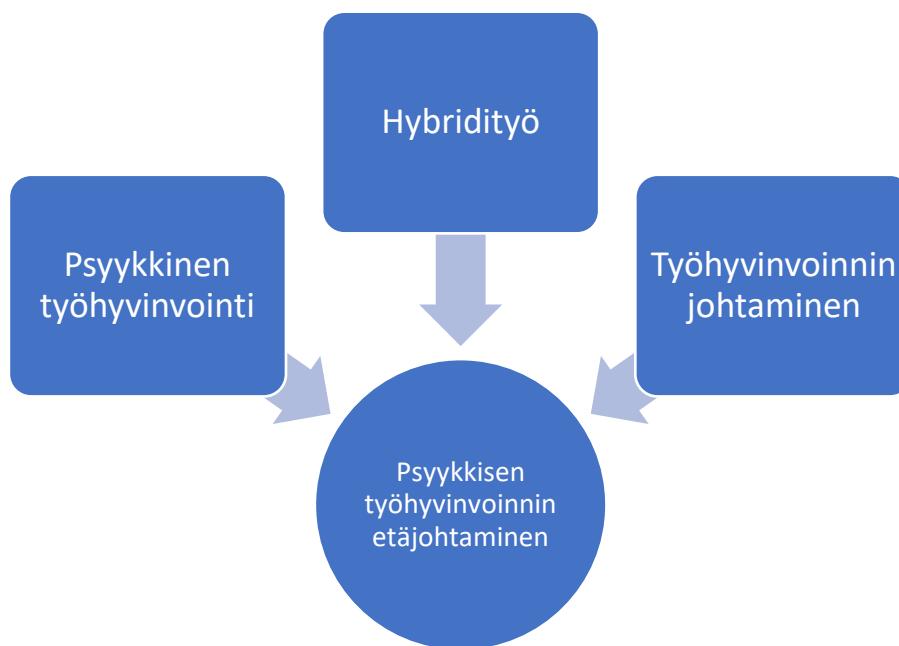 Hybridityö
Psyykkinen
työhyvinvointi
Työhyvinvoinnin
johtaminen
Psyykkisen
työhyvinvoinnin
etäjohtaminen